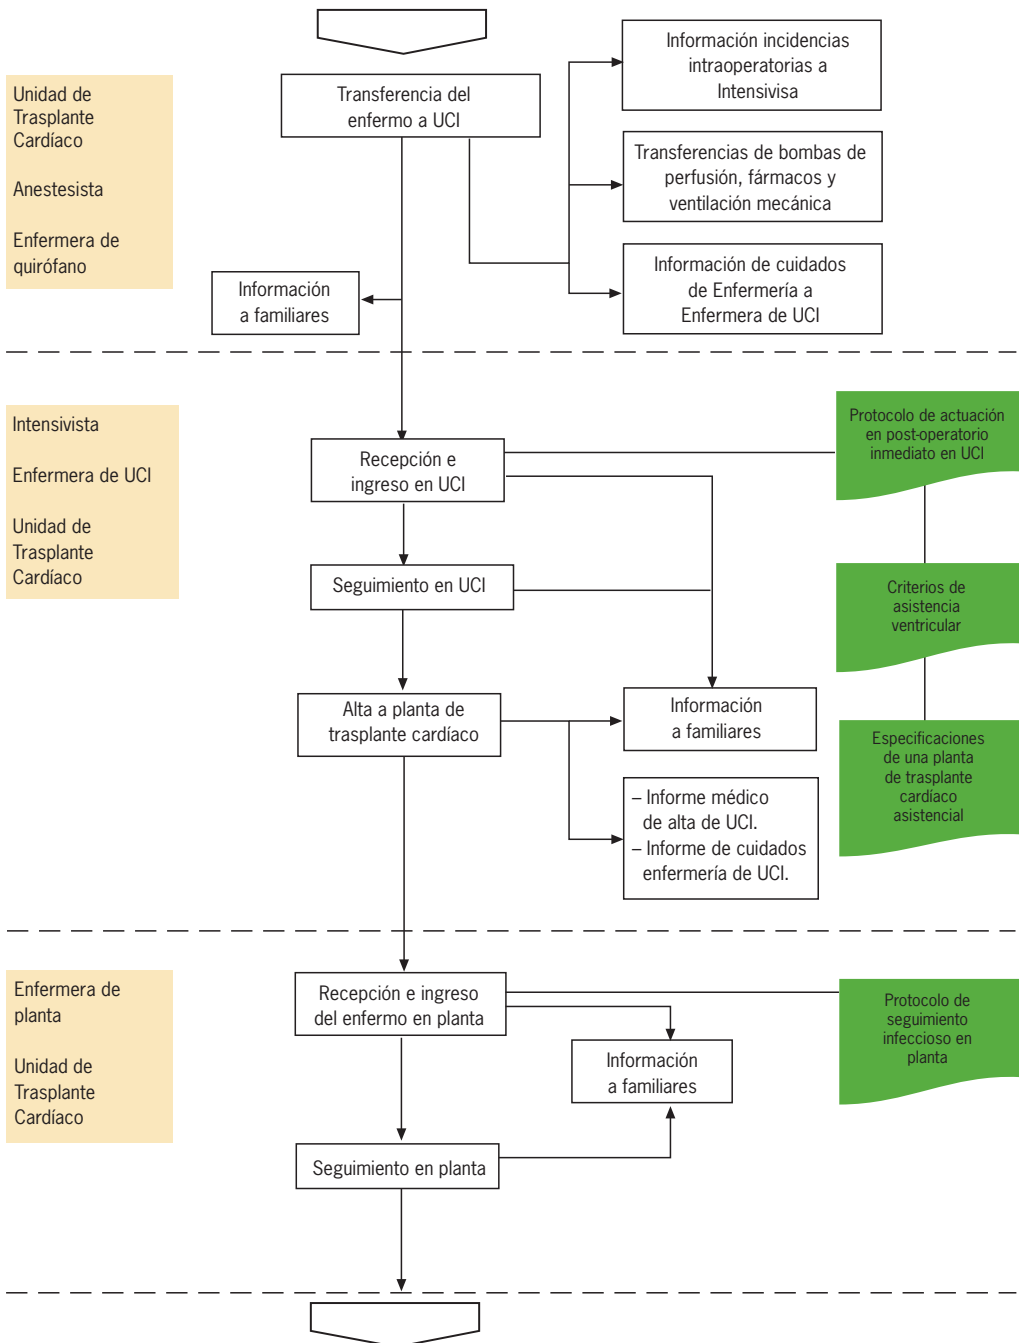 Unidad de
Trasplante
Cardíaco
Anestesista
Enfermera de
quirófano
Transferencia del
enfermo a UCI
Información incidencias
intraoperatorias a
Intensivisa
Transferencias de bombas de
perfusión, fármacos y
ventilación mecánica
Información de cuidados
de Enfermería a
Enfermera de UCI
Información
a familiares
Intensivista
Enfermera de UCI
Unidad de
Trasplante
Cardíaco
Recepción e
ingreso en UCI
Protocolo de actuación
en post-operatorio
inmediato en UCI
Seguimiento en UCI
Criterios de
asistencia
ventricular
Alta a planta de
trasplante cardíaco
Información
a familiares
Especificaciones
de una planta
de trasplante
cardíaco
asistencial
– Informe médico
de alta de UCI.
– Informe de cuidados
enfermería de UCI.
Enfermera de
planta
Unidad de
Trasplante
Cardíaco
Recepción e ingreso
del enfermo en planta
Información
a familiares
Protocolo de
seguimiento
infeccioso en
planta
Seguimiento en planta